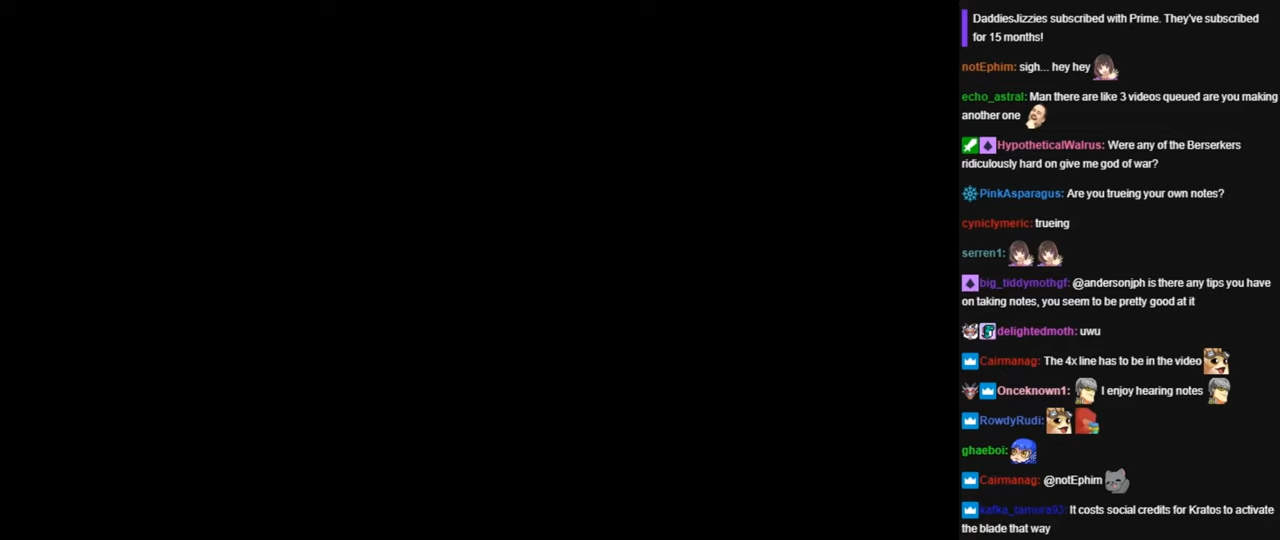 DaddiesJizzies subscribed with Prime. They've subscribed
for 15 months!
notEphim: sigh... hey hey
echo_astral: Man there are like 3 videos queued are you making
another one
HypotheticalWalrus: Were any of the Berserkers
ridiculously hard on give me god of war?
PinkAsparagus: Are you trueing your own notes?
cyniclymeric: trueing
serren1:
big_tiddymothgf: @andersonjph is there any tips you have
on taking notes, you seem to be pretty good at it
delightedmoth: uwu
Cairmanag: The 4x line has to be in the video
Onceknown1: I enjoy hearing notes
RowdyRudi:
ghaeboi:
Cairmanag: @notEphim
kafka_tamura93: It costs social credits for Kratos to activate
the blade that way